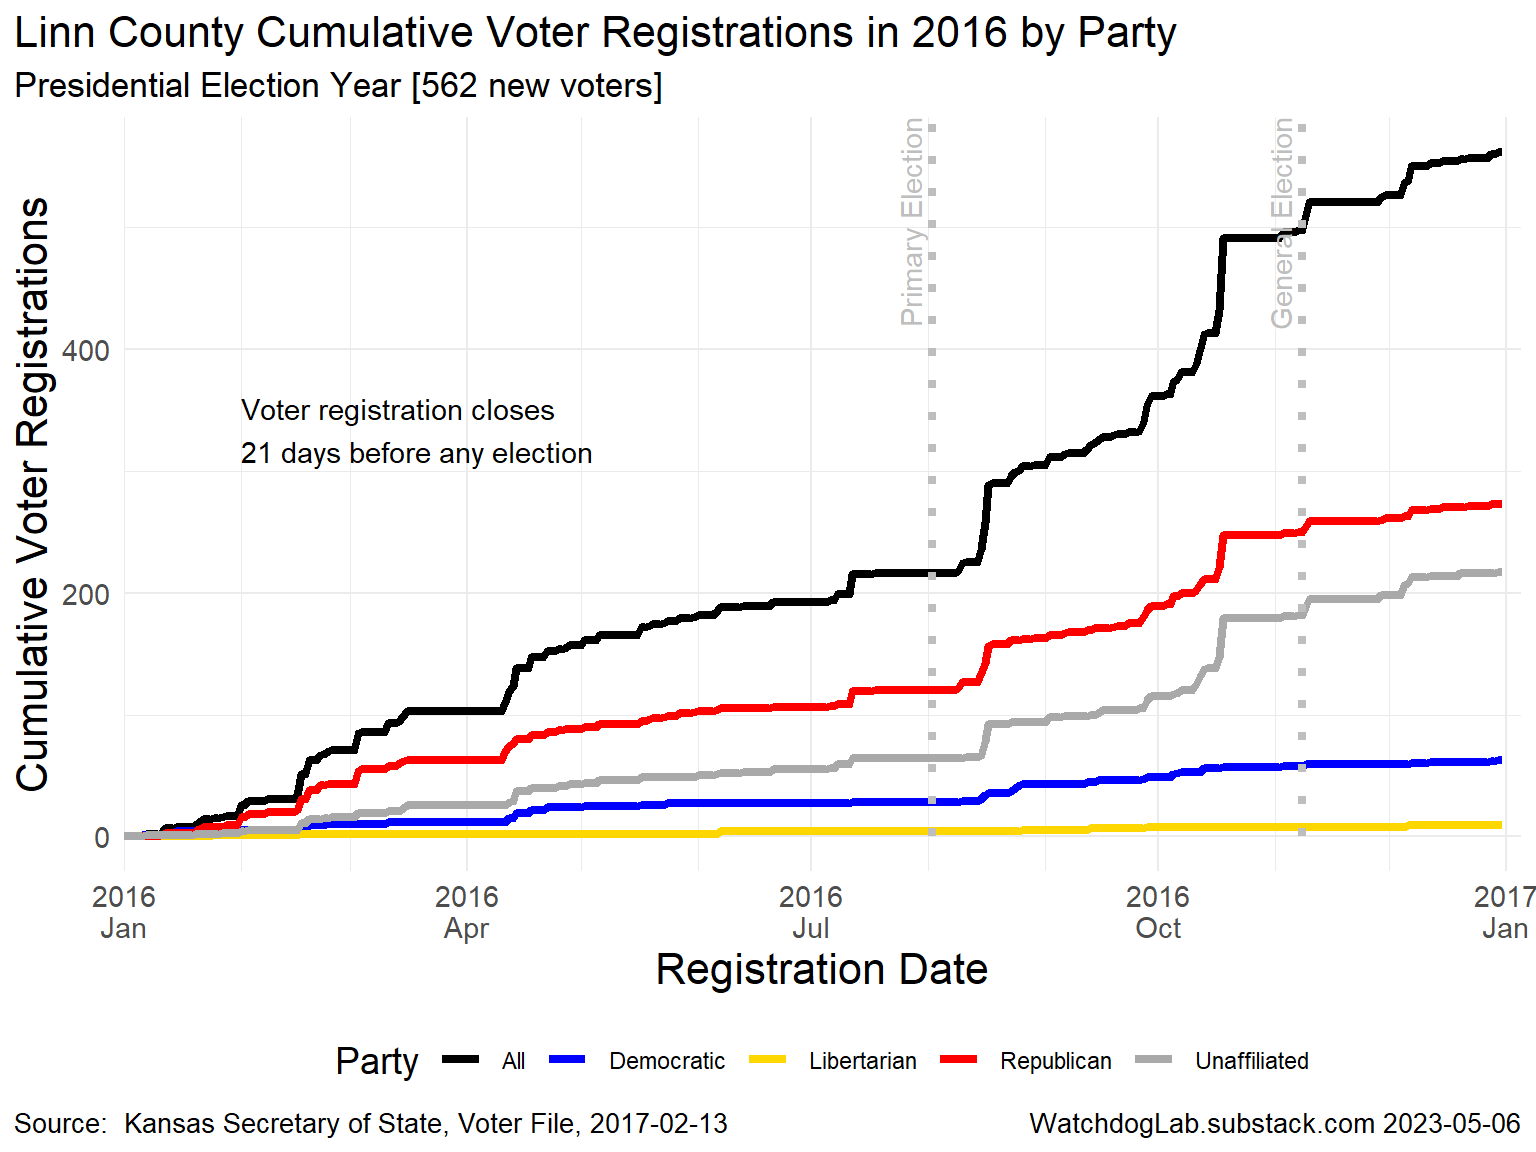 Linn County Cumulative Voter Registrations in 2016 by Party
Presidential Election Year [562 new voters]
Cumulative Voter Registrations
400
200
0
Primary Election
General Election
Voter registration closes
21 days before any election
2016 2016 2016 2016 2017
Jan Apr Jul Oct Jan
Registration Date
Party All Democratic Libertarian Republican Unaffiliated
Source:  Kansas Secretary of State, Voter File, 2017-02-13
WatchdogLab.substack.com 2023-05-06